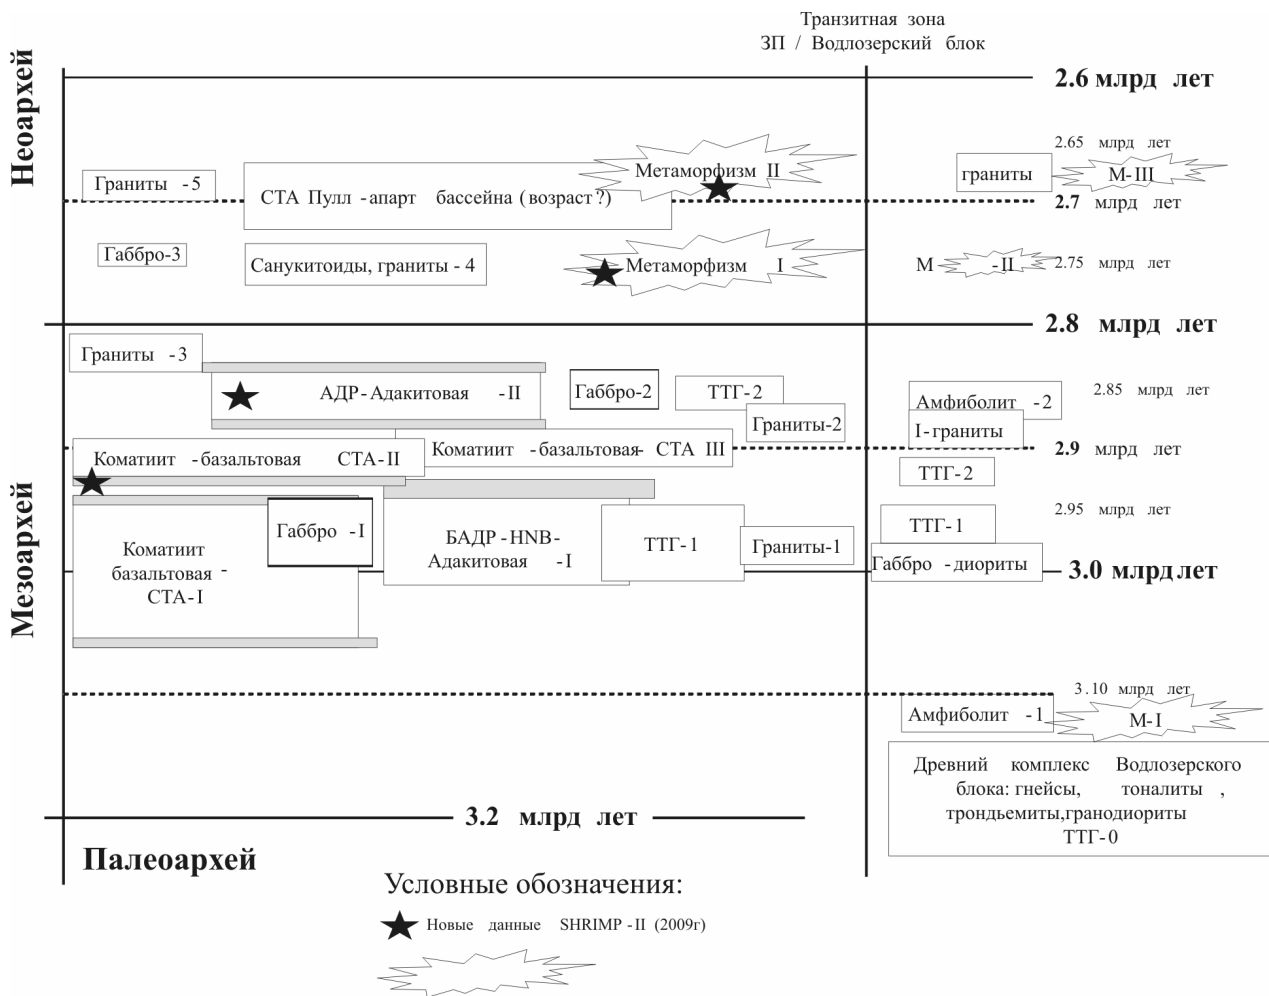 Транзитная зона
ЗП / Водлозерский блок
Неоархей
2.6 млрд лет
2.65 млрд лет
Метаморфизм II
Граниты -5
СТА Пулл -апарт бассейна (возраст?)
граниты
М-III
2.7 млрд лет
Габбро-3
Санукитоиды, граниты - 4
Метаморфизм I
М -II
2.75 млрд лет
2.8 млрд лет
Мезоархей
Граниты -3
АДР-Адакитовая -II
Габбро-2
ТТГ-2
Граниты-2
Амфиболит -2
2.85 млрд лет
I-граниты
Коматиит -базальтовая СТА-II
Коматиит -базальтовая- СТА III
2.9 млрд лет
ТТГ-2
2.95 млрд лет
Коматиит
базальтовая -
СТА-I
Габбро -I
БАДР -HNB-
Адакитовая -I
ТТГ-1
Граниты-1
ТТГ-1
Габбро -диориты
3.0 млрд лет
3.10 млрд лет
Амфиболит -1
М-I
Древний комплекс Водлозерского
блока: гнейсы, тоналиты ,
трондьемиты,гранодиориты
ТТГ-0
3.2 млрд лет
Палеоархей
Условные обозначения:
Новые данные SHRIMP -II (2009г)